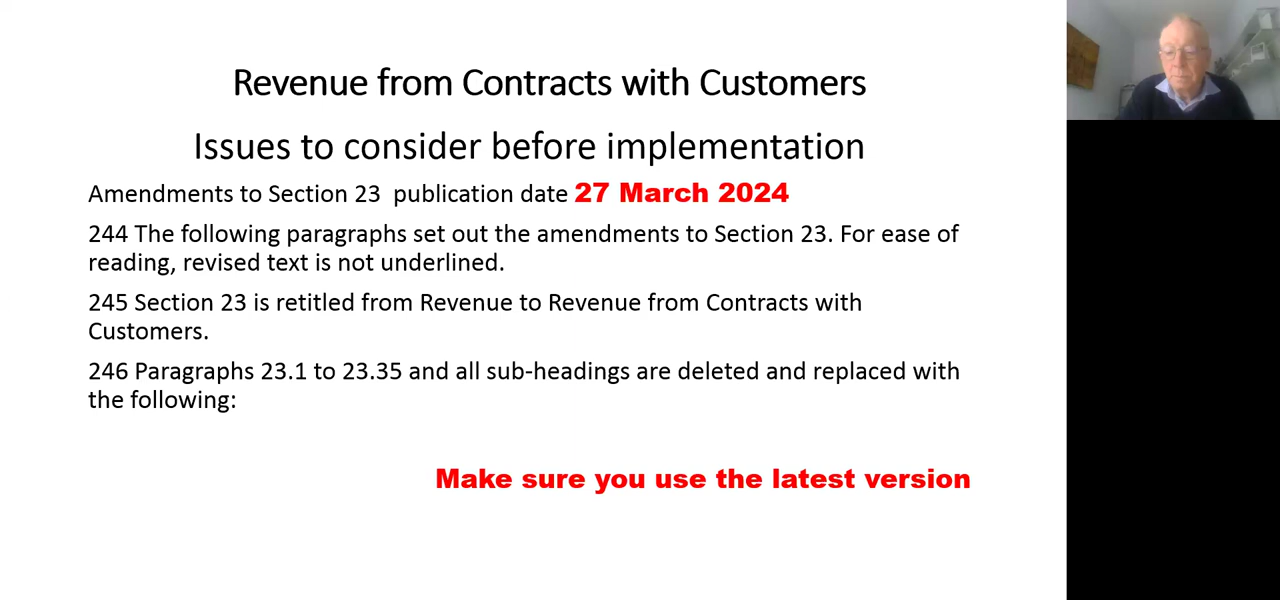 Revenue from Contracts with Customers
Issues to consider before implementation
Amendments to Section 23  publication date 27 March 2024
244 The following paragraphs set out the amendments to Section 23. For ease of
reading, revised text is not underlined.
245 Section 23 is retitled from Revenue to Revenue from Contracts with
Customers.
246 Paragraphs 23.1 to 23.35 and all sub-headings are deleted and replaced with
the following:
Make sure you use the latest version